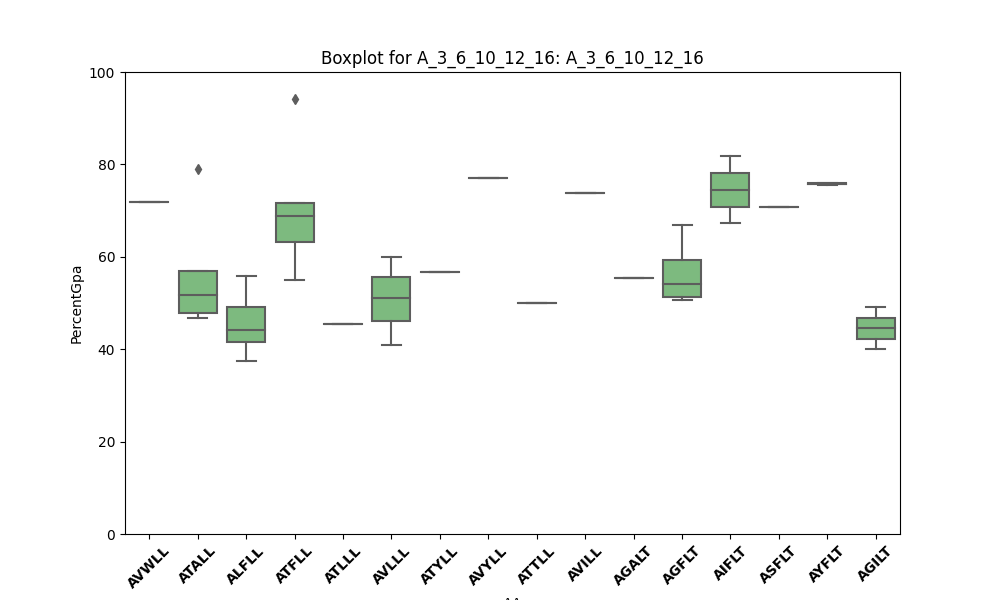 Boxplot for A_3_6_10_12_16: A_3_6_10_12_16
PercentGpa
100
80
60
40
20
0
AVWLL
ATALL
ALFLL
ATFLL
ATLLL
AVLLL
ATYLL
AVYLL
ATTLL
AVILL
AGALT
AGFLT
AIFLT
ASFLT
AYFLT
AGILT